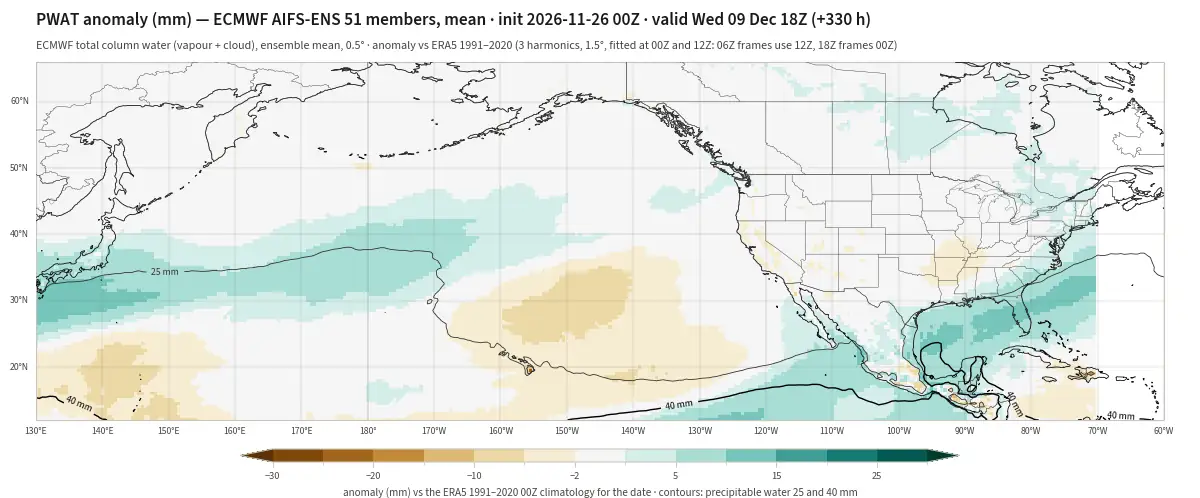 PWAT anomaly (mm) — ECMWF AIFS-ENS 51 members, mean · init 2026-11-26 00Z · valid Wed 09 Dec 18Z (+330 h)
ECMWF total column water (vapour + cloud), ensemble mean, 0.5° · anomaly vs ERA5 1991–2020 (3 harmonics, 1.5°, fitted at 00Z and 12Z: 06Z frames use 12Z, 18Z frames 00Z)
60°N
50°N
40°N
30°N
20°N
25 mm
40 mm
40 mm
40 mm
40 mm
130°E 140°E 150°E 160°E 170°E 180° 170°W 160°W 150°W 140°W 130°W 120°W 110°W 100°W 90°W 80°W 70°W 60°W
−30 −20 −10 −2 5 15 25
anomaly (mm) vs the ERA5 1991–2020 00Z climatology for the date · contours: precipitable water 25 and 40 mm